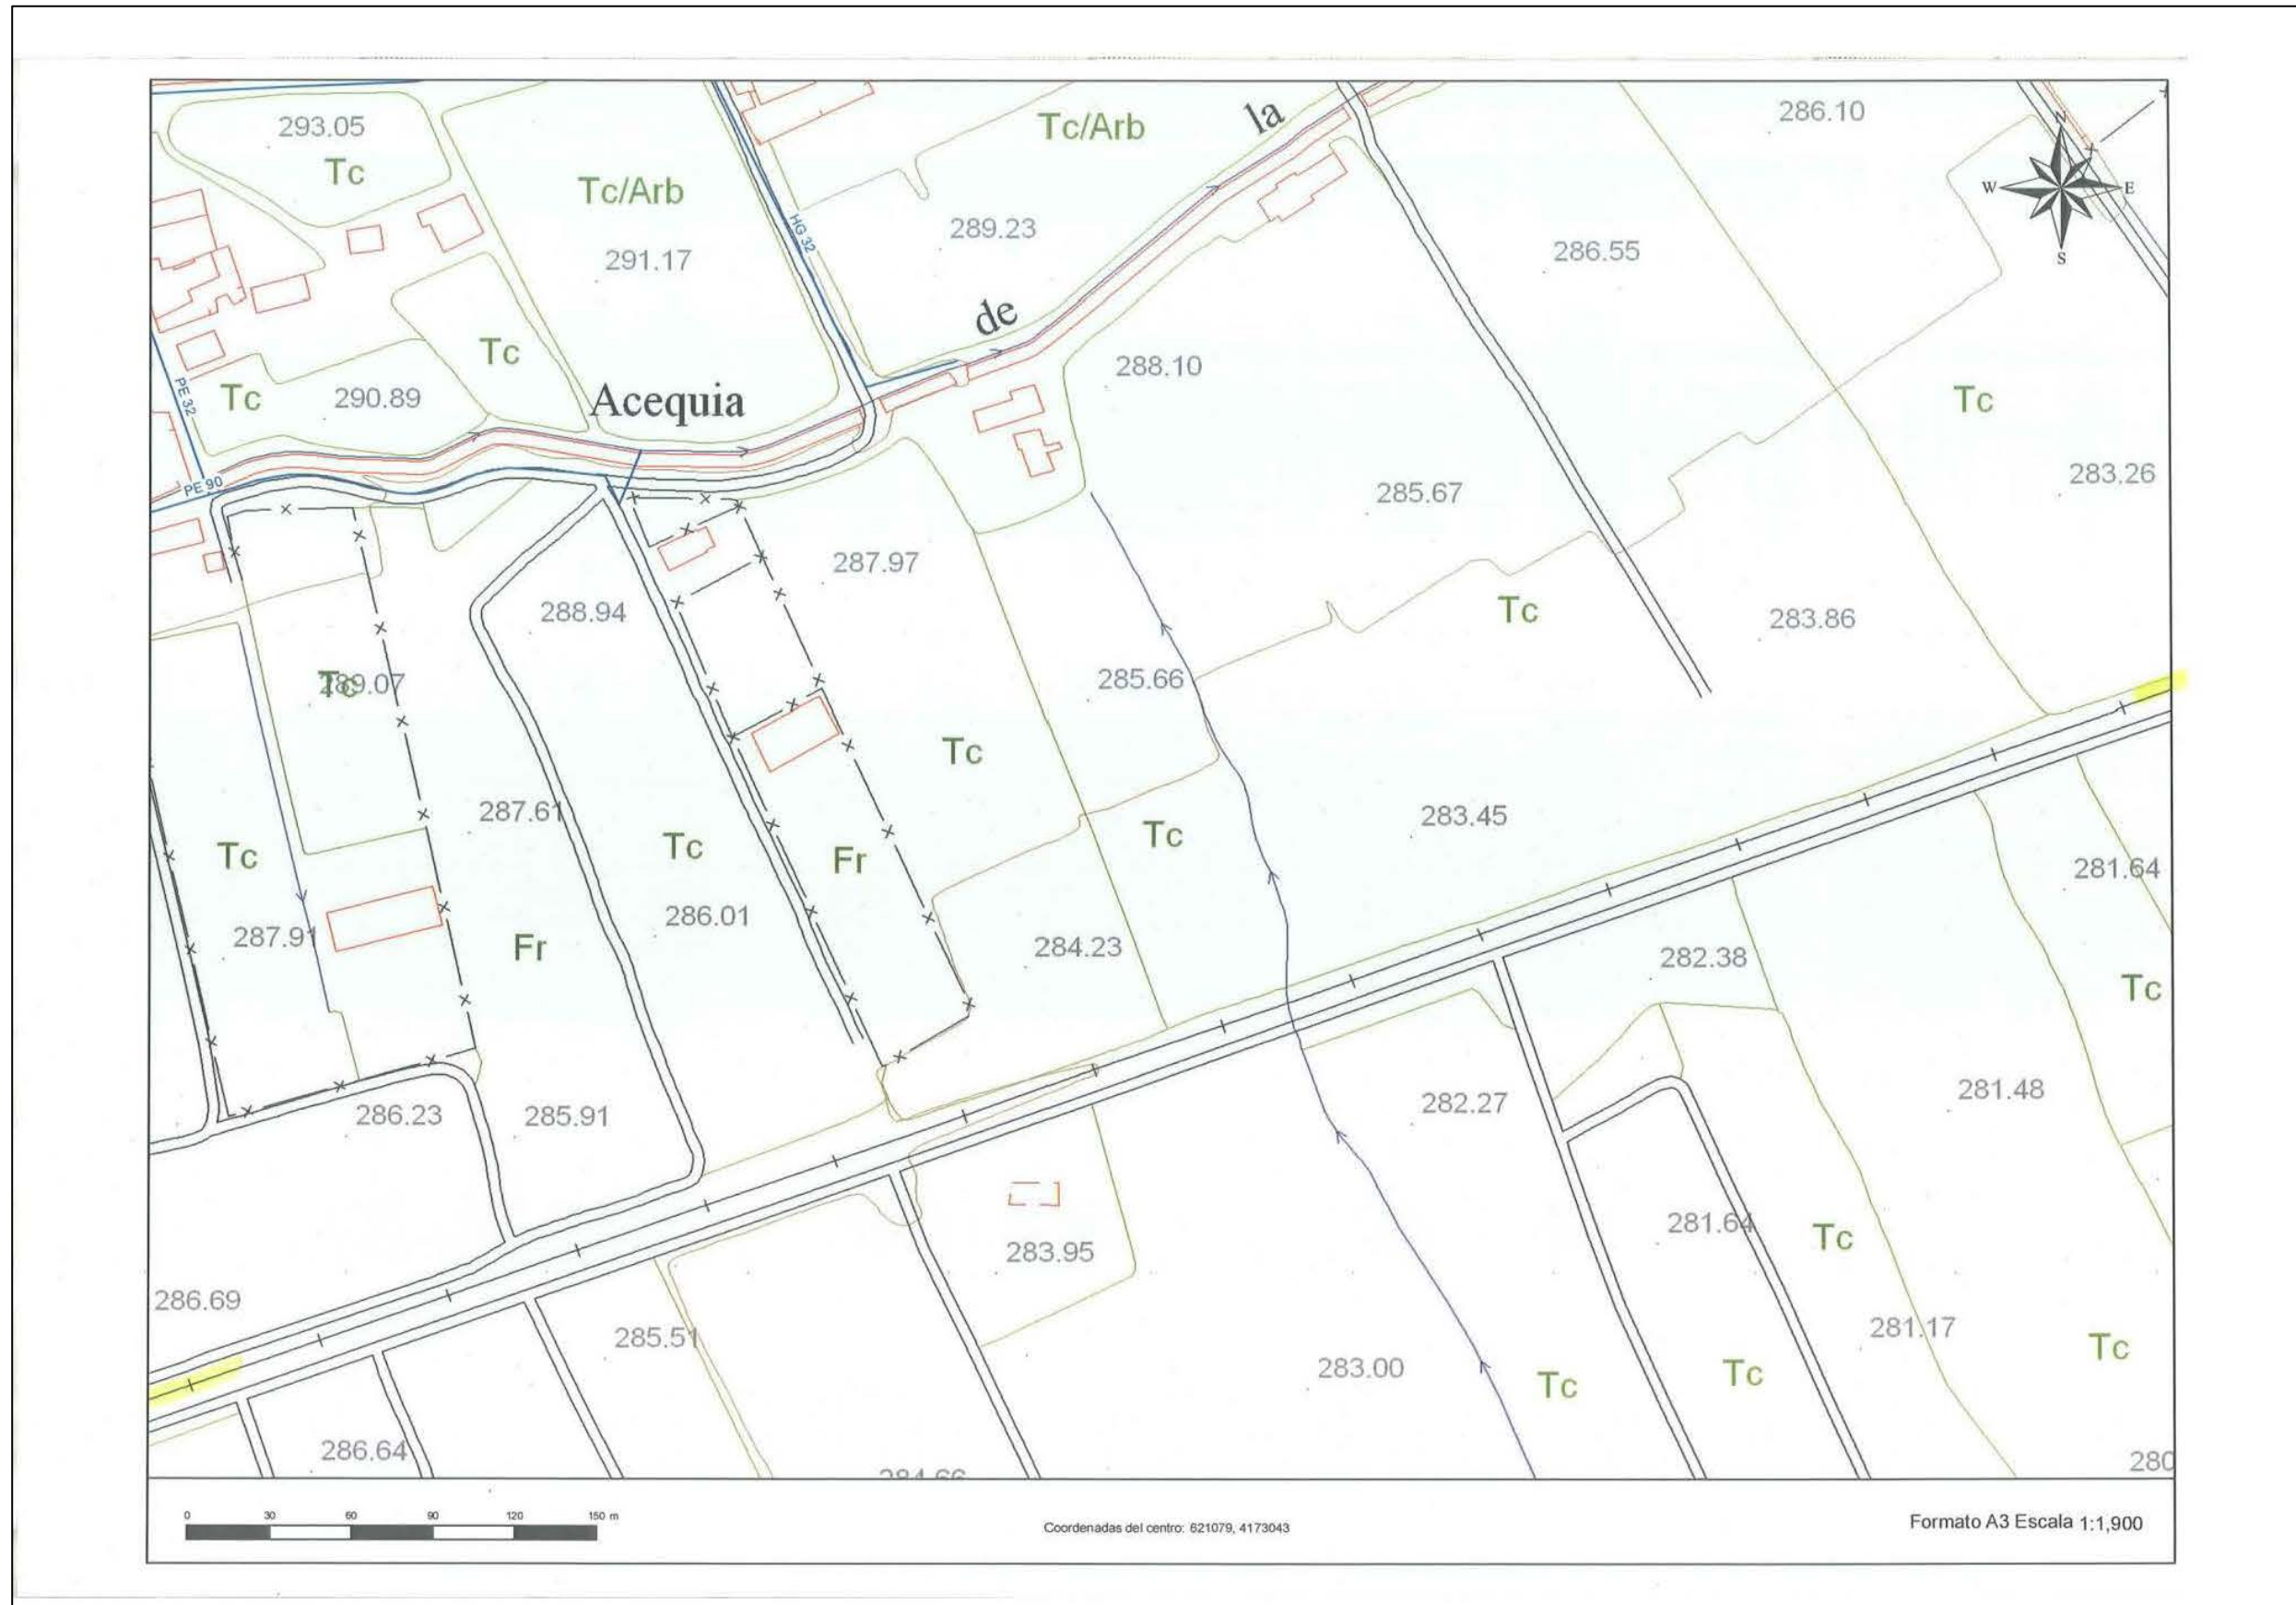 293.05
Tc
Tc/Arb
291.17
HG 32
Tc/Arb
la
289.23
286.10
N
W
E
S
286.55
de
288.10
Tc
Tc
290.89
PE 32
Acequia
Tc
283.26
285.67
PE 90
287.97
288.94
Tc
283.86
Tc
289.07
285.66
Tc
287.61
Tc
Tc
Fr
Tc
283.45
281.64
287.91
Fr
286.01
284.23
282.38
Tc
286.23
285.91
282.27
281.48
283.95
281.64
Tc
286.69
285.51
283.00
Tc
Tc
281.17
Tc
286.64
284.66
280
0 30 60 90 120 150 m
Coordenadas del centro: 621079, 4173043
Formato A3 Escala 1:1,900